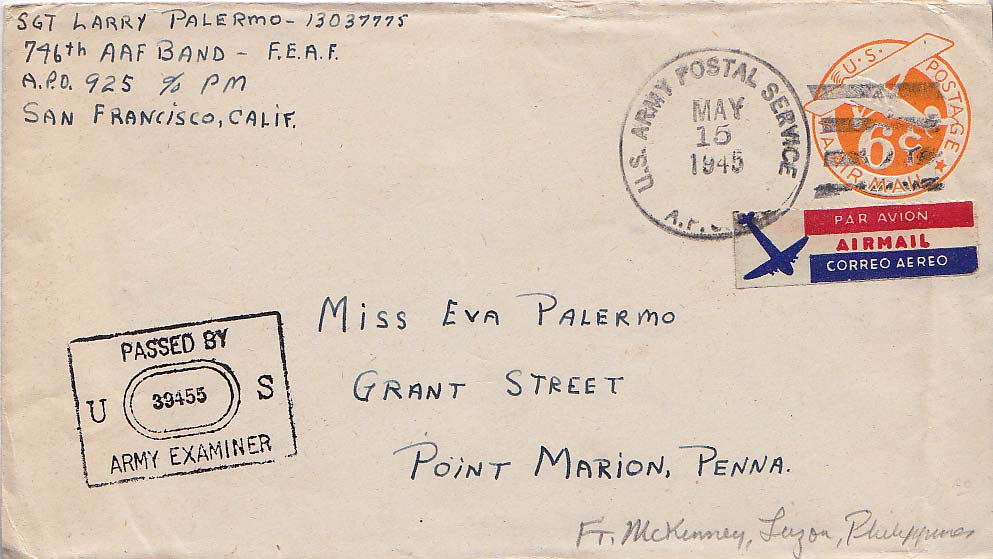 SGT LARRY PALERMO - 13037775
746th AAF BAND - F.E.A.F.
A.P.O. 925 % PM
SAN FRANCISCO, CALIF.
U.S. ARMY POSTAL SERVICE
MAY
15
1945
A.P.O.
U.S. POSTAGE
6¢
AIR MAIL
PAR AVION
AIRMAIL
CORREO AEREO
MISS EVA PALERMO
GRANT STREET
POINT MARION, PENNA.
PASSED BY
U 39455 S
ARMY EXAMINER
FT. McKinney, Luzon, Philippines